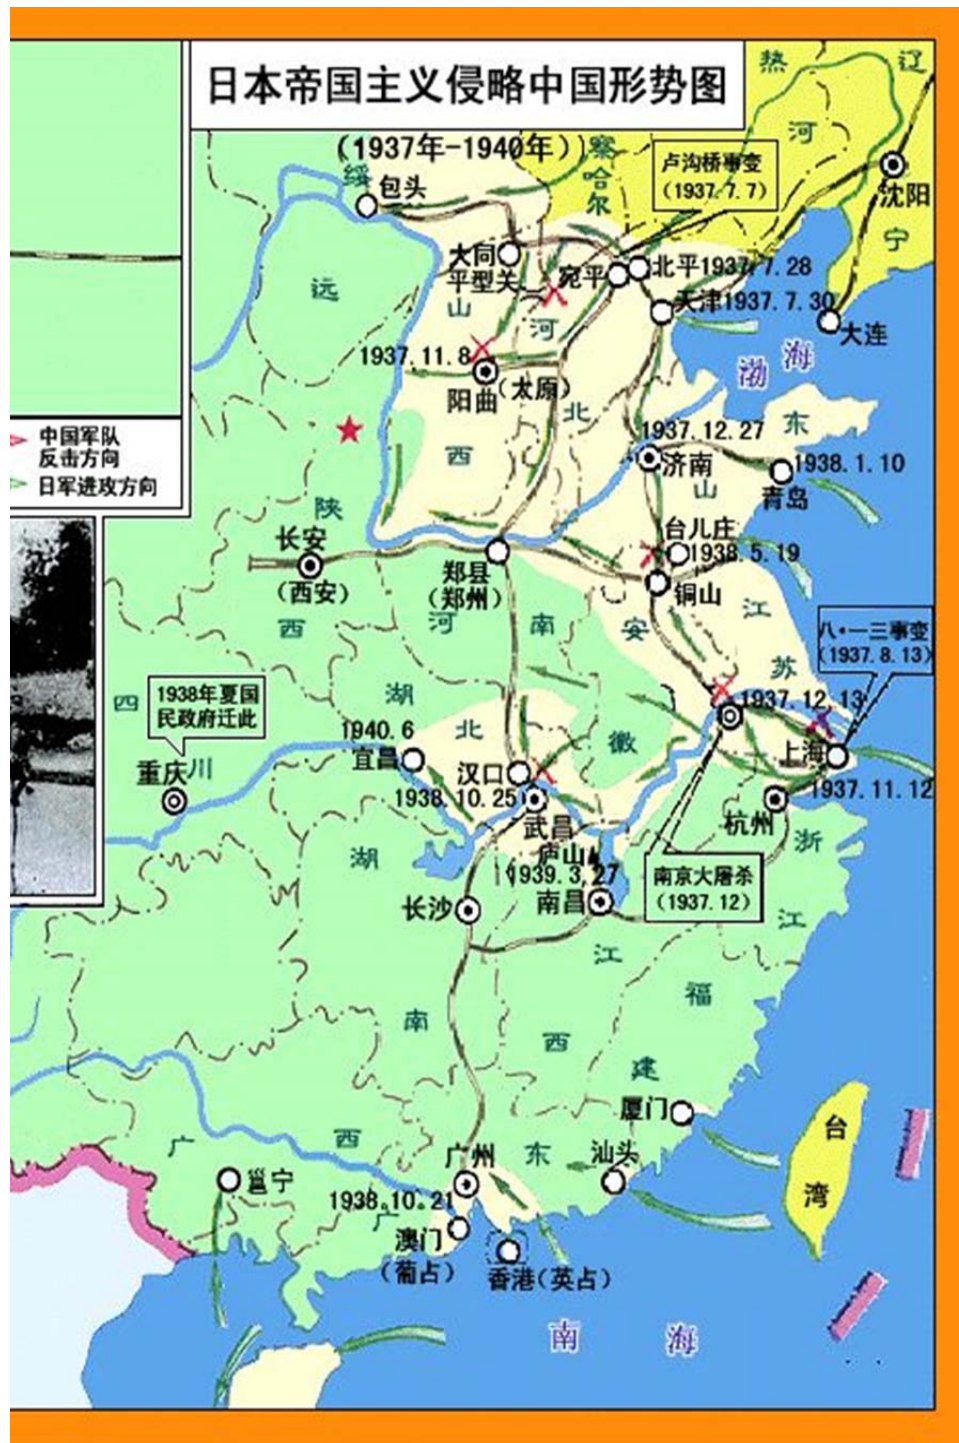 日本帝国主义侵略中国形势图
(1937年-1940年)
热
辽
河
察
哈
尔
卢沟桥事变
(1937.7.7)
沈阳
宁
绥
包头
远
大同
平型关
宛平
北平1937.7.28
天津1937.7.30
大连
渤海
山
河
1937.11.8
阳曲(太原)
北
西
1937.12.27
济南
东
山
1938.1.10
青岛
中国军队
反击方向
日军进攻方向
陕
长安
(西安)
西
郑县
(郑州)
台儿庄
1938.5.19
铜山
河
南
安
江
苏
八·一三事变
(1937.8.13)
四
1938年夏国
民政府迁此
重庆
川
湖
北
1940.6
宜昌
汉口
1938.10.25
武昌
徽
1937.12.13
上海
1937.11.12
杭州
浙
庐山
1939.3.27
南昌
南京大屠杀
(1937.12)
湖
长沙
江
江
南
西
福
建
厦门
台
湾
广
西
广州
东
汕头
邕宁
1938.10.21
广
澳门
(葡占)
香港(英占)
南海